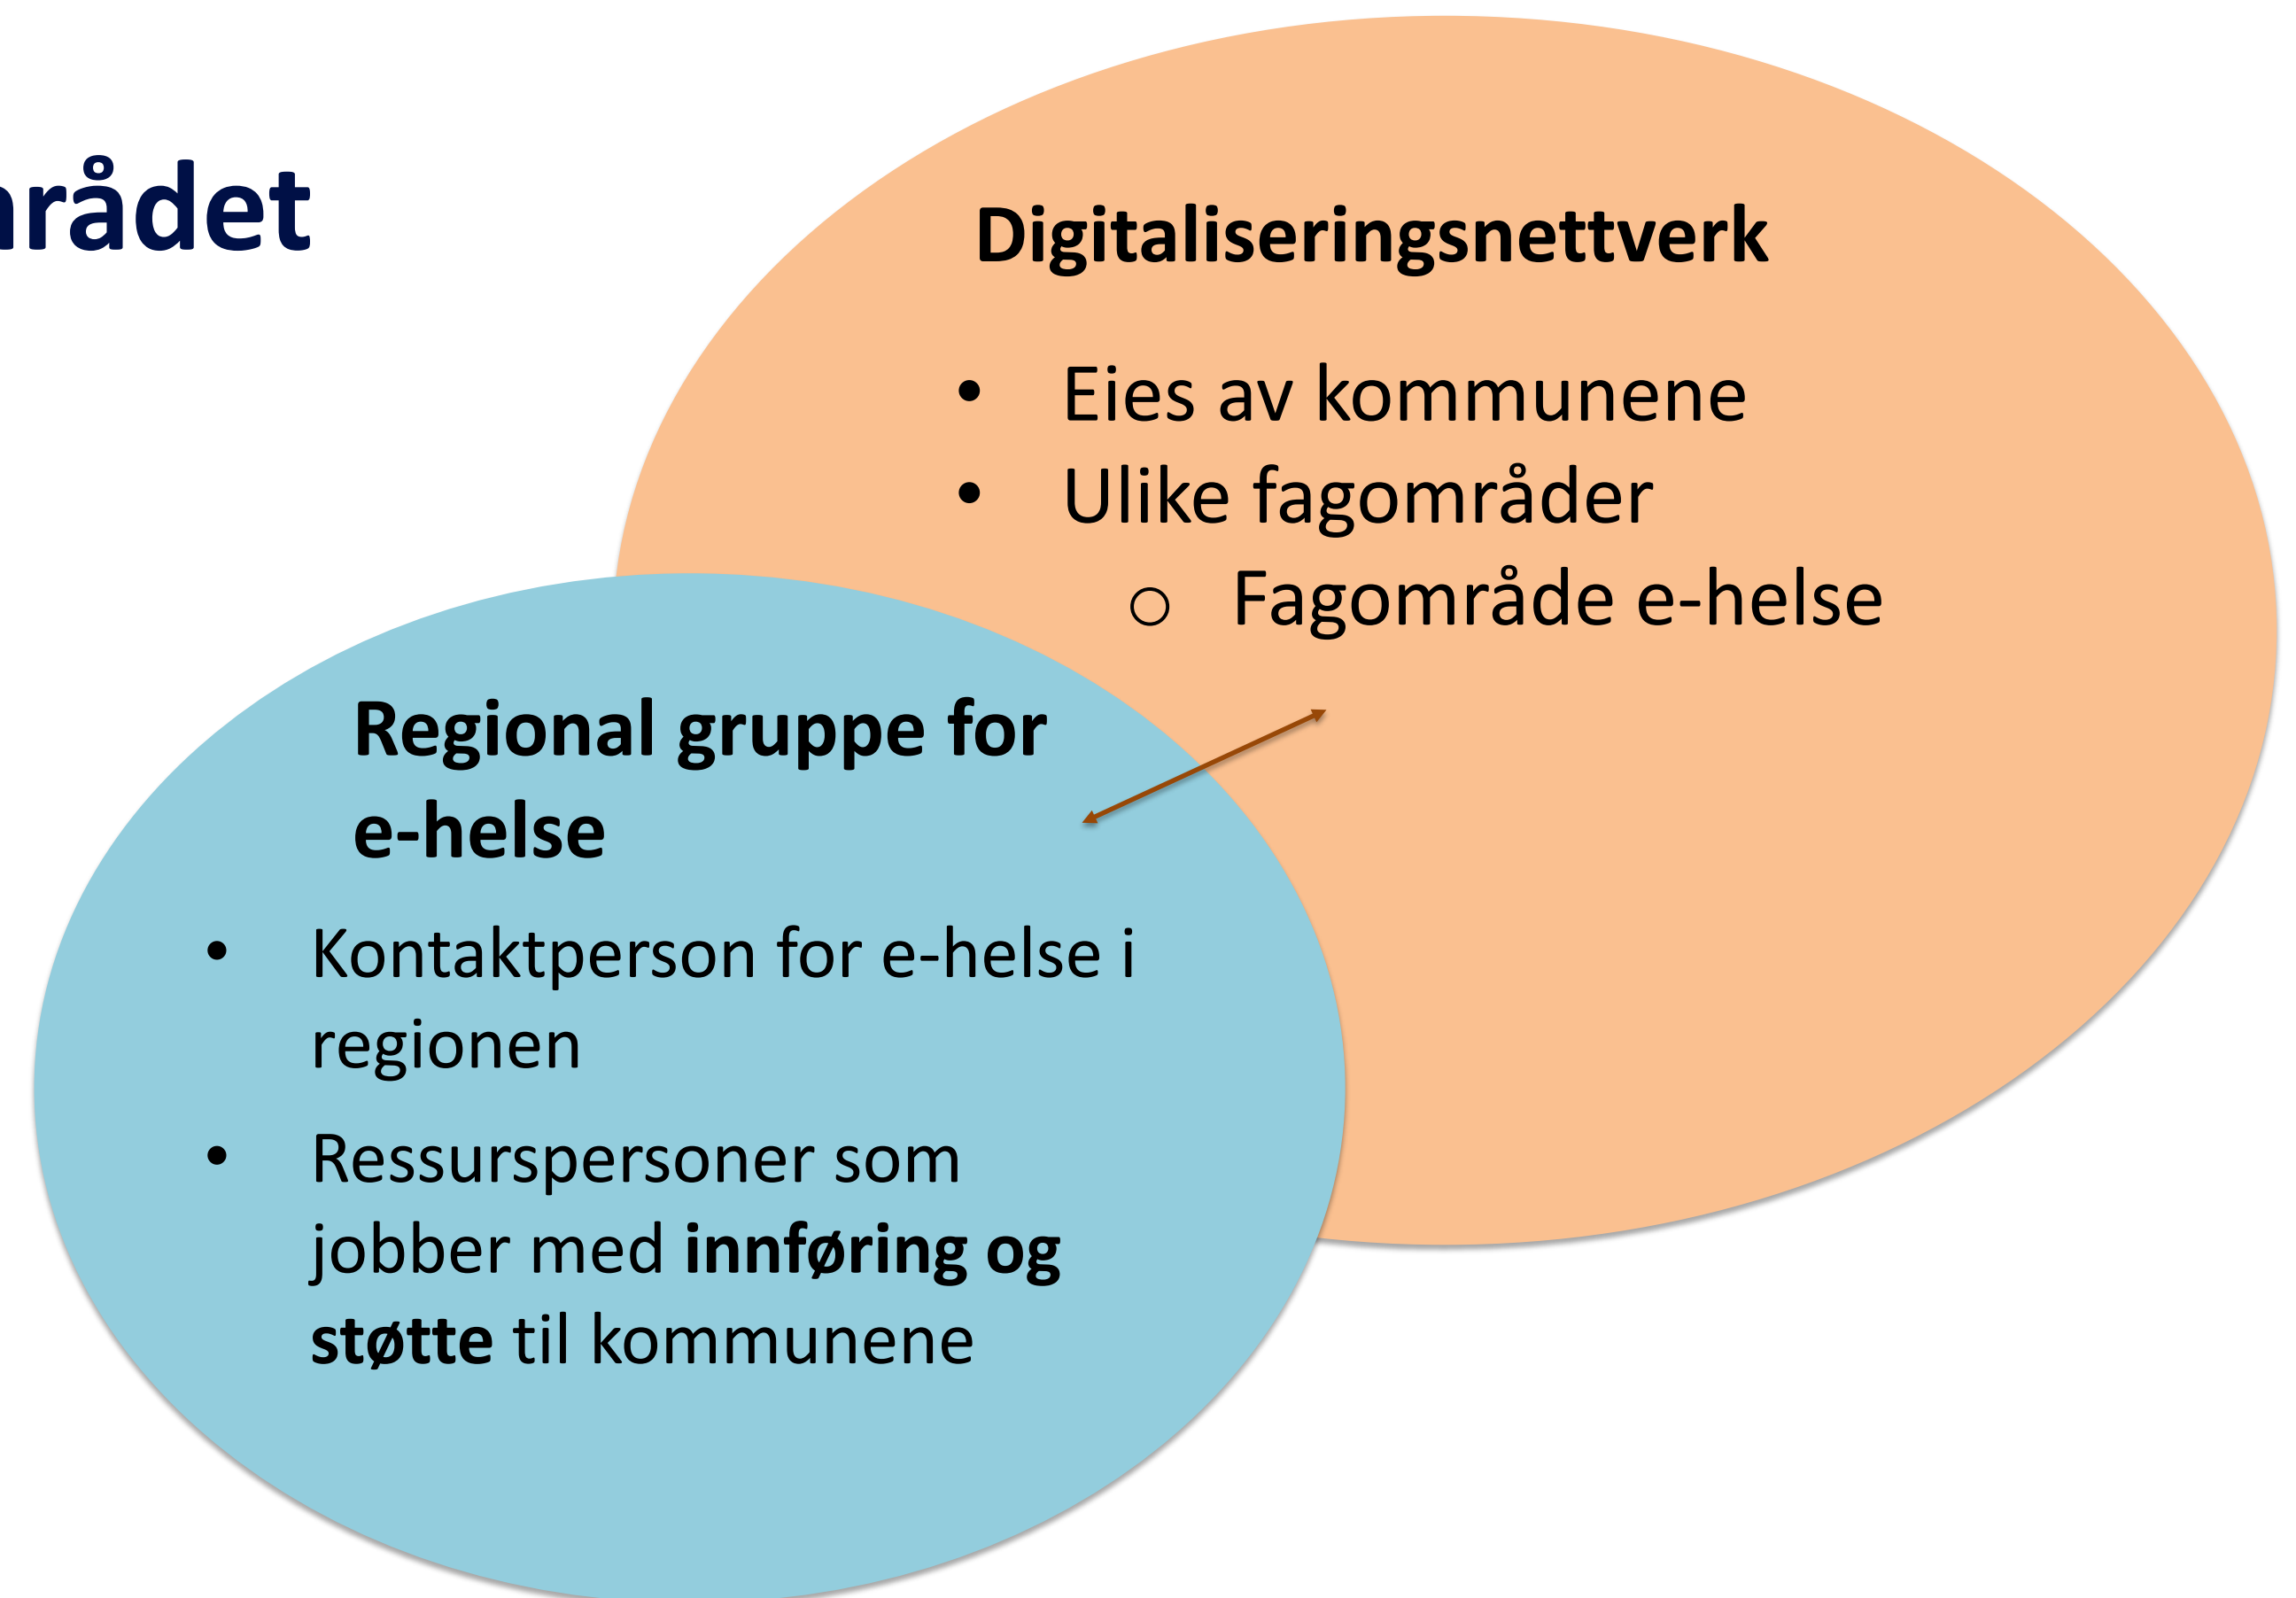 rådet
Digitaliseringsnettverk
• Eies av kommunene
• Ulike fagområder
o Fagområde e-helse
Regional gruppe for
e-helse
• Kontaktperson for e-helse i
regionen
• Ressurspersoner som
jobber med innføring og
støtte til kommunene